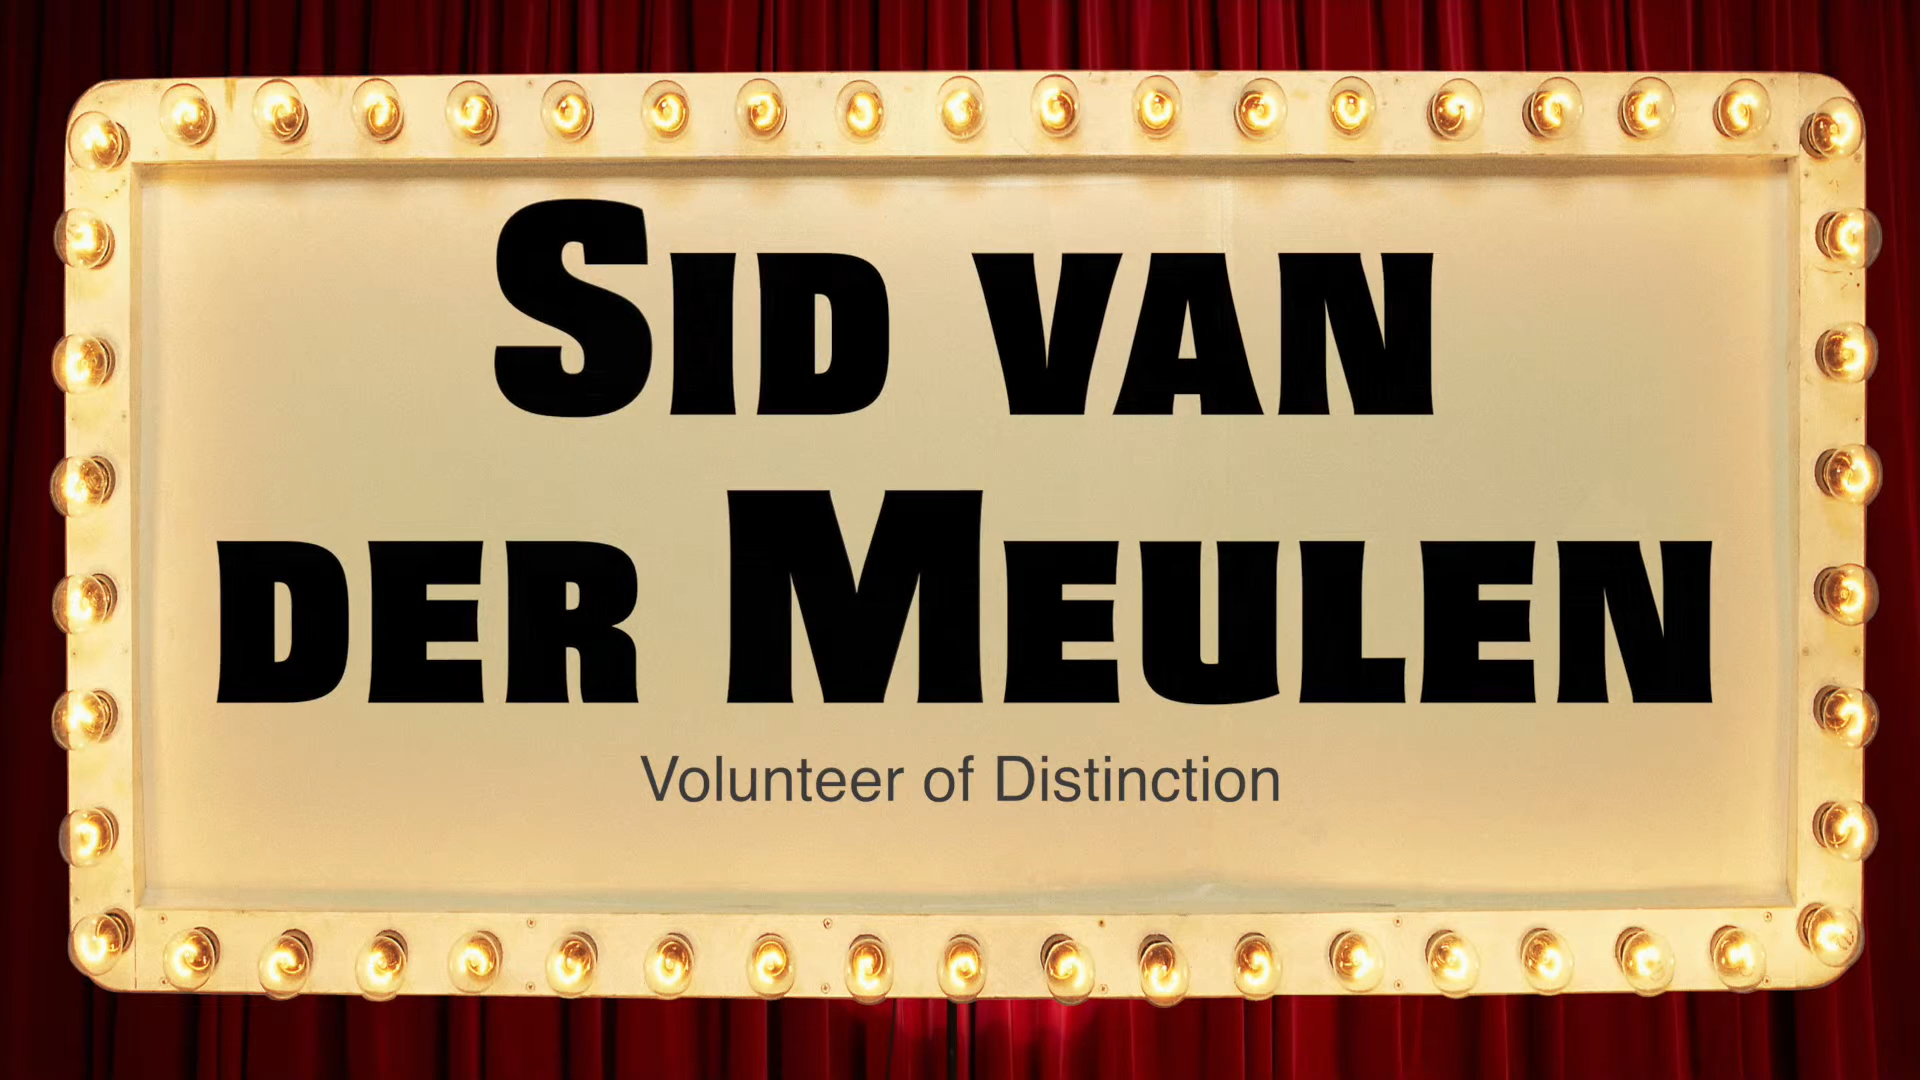 Sid van
der Meulen
Volunteer of Distinction